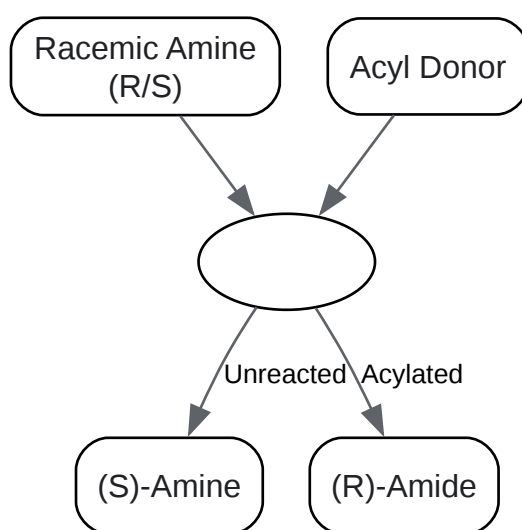 Racemic Amine
(R/S)
Acyl Donor
Unreacted
Acylated
(S)-Amine
(R)-Amide